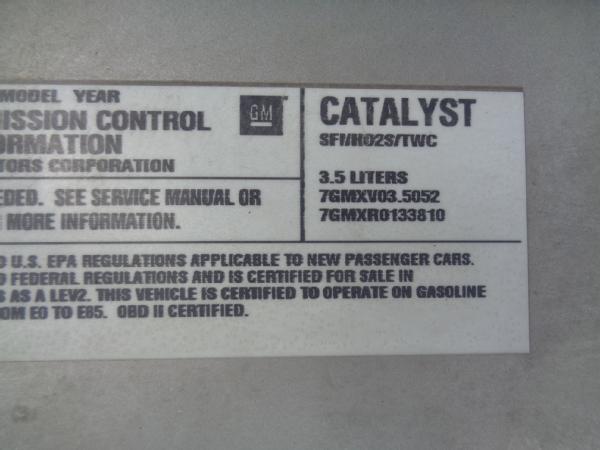 MODEL YEAR
ISSION CONTROL
ORMATION
TORS CORPORATION
GM
CATALYST
SFI/HO2S/TWC
3.5 LITERS
7GMXV03.5052
7GMXR0133810
EDED. SEE SERVICE MANUAL OR
MORE INFORMATION.
U.S. EPA REGULATIONS APPLICABLE TO NEW PASSENGER CARS.
FEDERAL REGULATIONS AND IS CERTIFIED FOR SALE IN
S AS A LEV2. THIS VEHICLE IS CERTIFIED TO OPERATE ON GASOLINE
OM E0 TO E85. OBD II CERTIFIED.